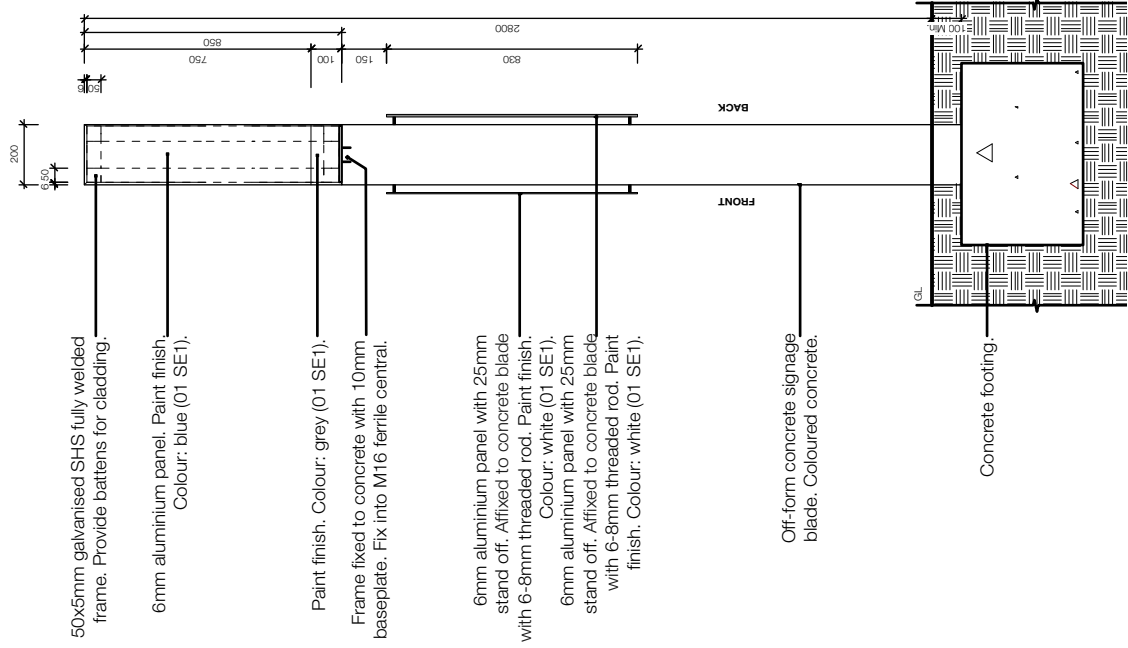 50x5mm galvanised SHS fully welded
frame. Provide battens for cladding.
6mm aluminium panel. Paint finish.
Colour: blue (01 SE1).
Paint finish. Colour: grey (01 SE1).
Frame fixed to concrete with 10mm
baseplate. Fix into M16 ferrile central.
6mm aluminium panel with 25mm
stand off. Affixed to concrete blade
with 6-8mm threaded rod. Paint finish.
Colour: white (01 SE1).
6mm aluminium panel with 25mm
stand off. Affixed to concrete blade
with 6-8mm threaded rod. Paint
finish. Colour: white (01 SE1).
Off-form concrete signage
blade. Coloured concrete.
Concrete footing.
GL
FRONT
BACK
200
6 50
6
50
750
100
850
150
830
2800
100 Min.